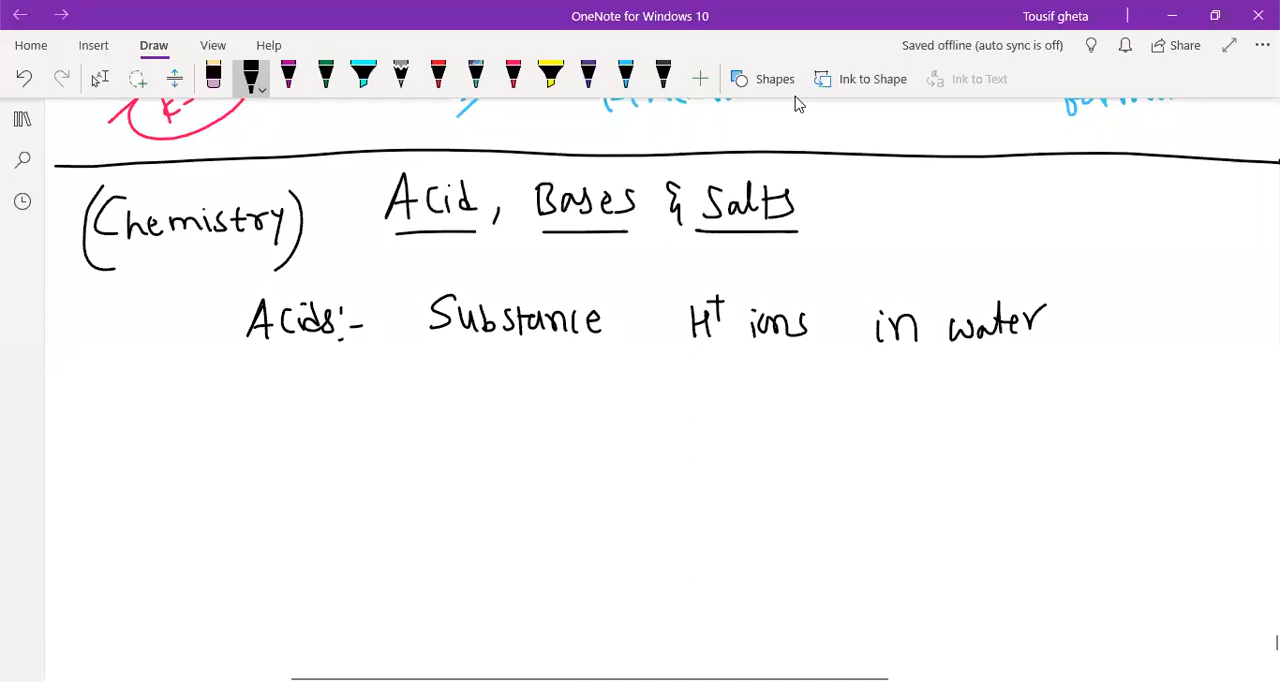 OneNote for Windows 10
Tousif gheta
Home Insert Draw View Help
Saved offline (auto sync is off)
Share
Shapes
Ink to Shape
Ink to Text
(Chemistry) Acid, Bases & Salts
Acids:- Substance H+ ions in water